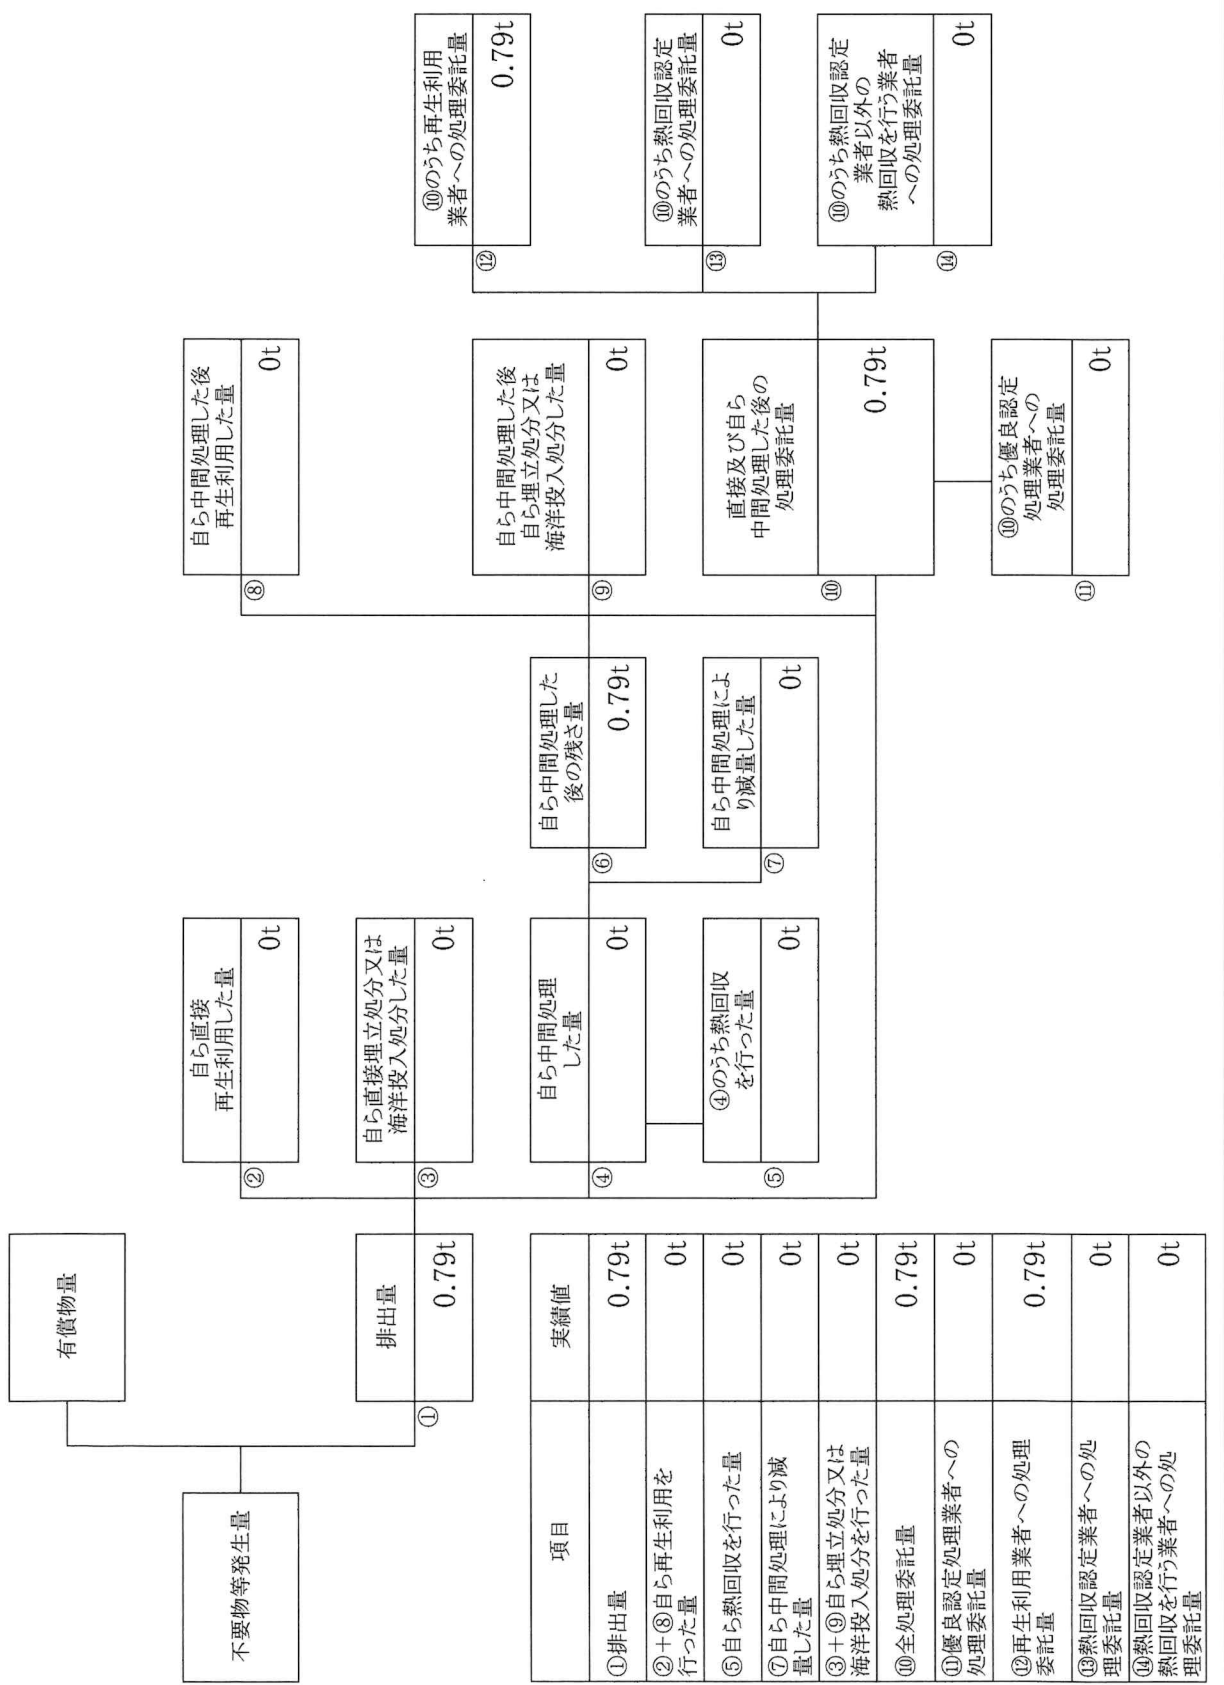 不要物等発生量
有償物量
排出量
①
0.79t
自ら直接
再生利用した量
②
0t
自ら直接埋立処分又は
海洋投入処分した量
③
0t
自ら中間処理
した量
④
0t
④のうち熱回収
を行った量
⑤
0t
自ら中間処理した
後の残さ量
⑥
0.79t
自ら中間処理によ
り減量した量
⑦
0t
自ら中間処理した後
再生利用した量
⑧
0t
自ら中間処理した後
自ら埋立処分又は
海洋投入処分した量
⑨
0t
直接及び自ら
中間処理した後の
処理委託量
⑩
0.79t
⑩のうち優良認定
処理業者への
処理委託量
⑪
0t
⑩のうち再生利用
業者への処理委託量
⑫
0.79t
⑩のうち熱回収認定
業者への処理委託量
⑬
0t
⑩のうち熱回収認定
業者以外の
熱回収を行う業者
への処理委託量
⑭
0t
項目
実績値
①排出量
0.79t
②+⑧自ら再生利用を
行った量
0t
⑤自ら熱回収を行った量
0t
⑦自ら中間処理により減
量した量
0t
③+⑨自ら埋立処分又は
海洋投入処分を行った量
0t
⑩全処理委託量
0.79t
⑪優良認定処理業者への
処理委託量
0t
⑫再生利用業者への処理
委託量
0.79t
⑬熱回収認定業者への処
理委託量
0t
⑭熱回収認定業者以外の
熱回収を行う業者への処
理委託量
0t